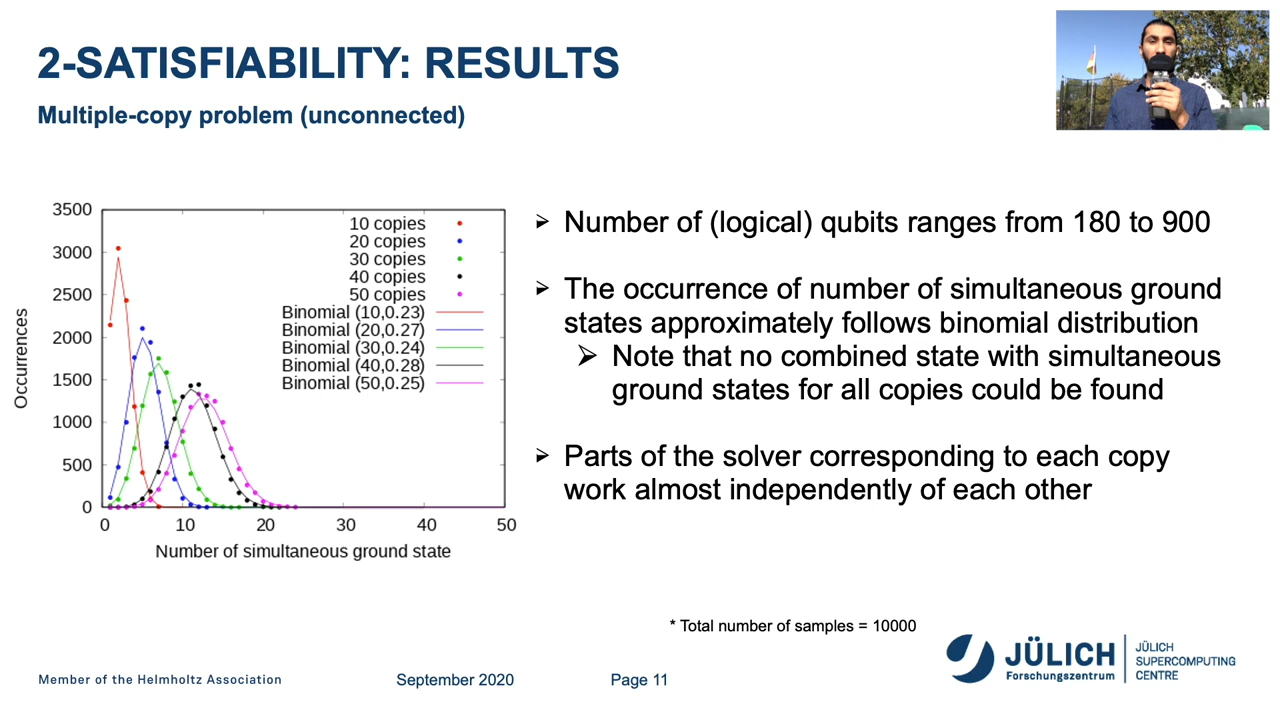 2-SATISFIABILITY: RESULTS
Multiple-copy problem (unconnected)
3500
3000
2500
2000
1500
1000
500
0
Occurrences
10 copies
20 copies
30 copies
40 copies
50 copies
Binomial (10,0.23)
Binomial (20,0.27)
Binomial (30,0.24)
Binomial (40,0.28)
Binomial (50,0.25)
0 10 20 30 40 50
Number of simultaneous ground state
Number of (logical) qubits ranges from 180 to 900
The occurrence of number of simultaneous ground
states approximately follows binomial distribution
Note that no combined state with simultaneous
ground states for all copies could be found
Parts of the solver corresponding to each copy
work almost independently of each other
* Total number of samples = 10000
Member of the Helmholtz Association
September 2020
Page 11
JÜLICH
Forschungszentrum
JÜLICH
SUPERCOMPUTING
CENTRE